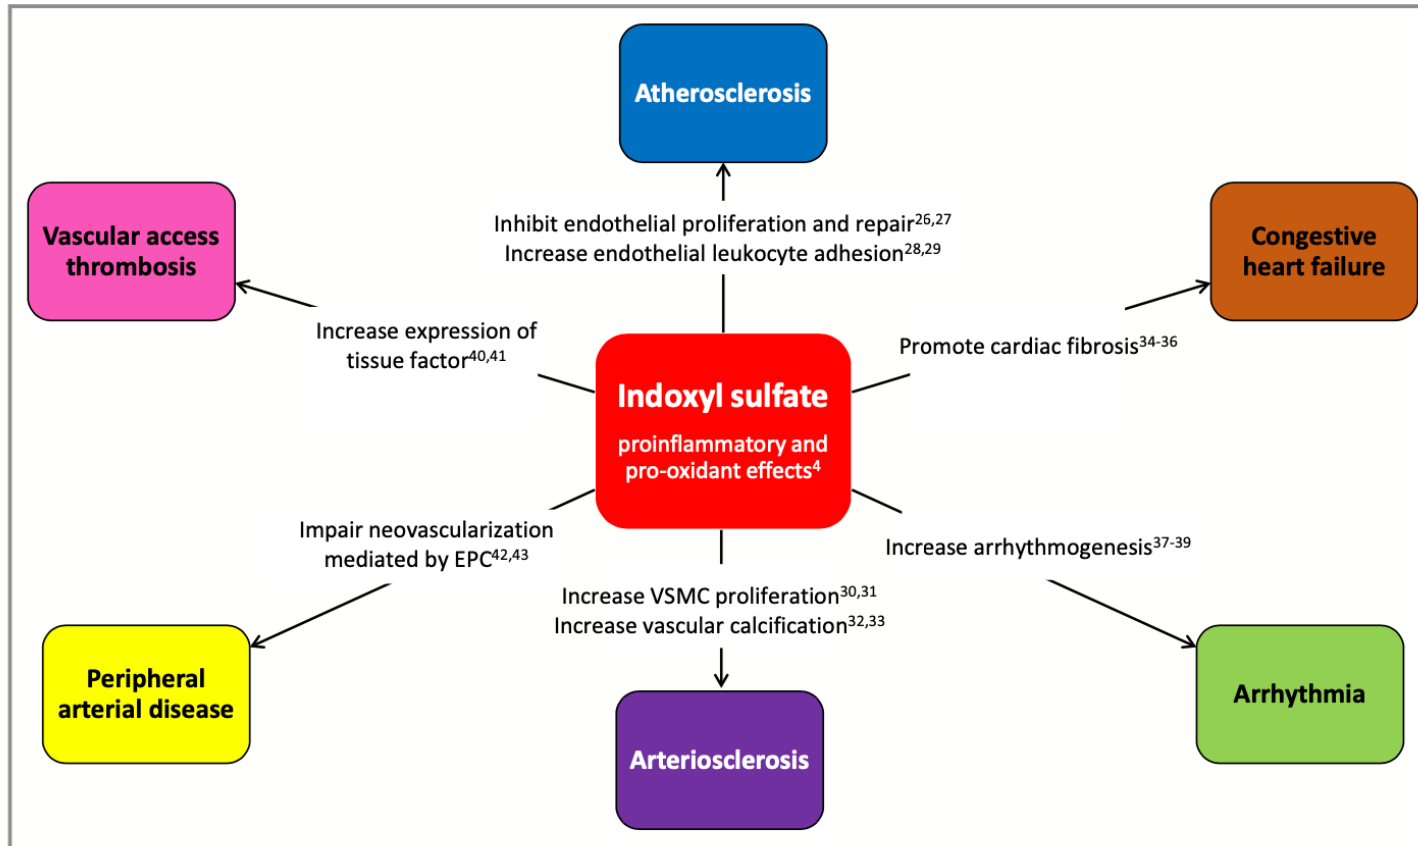 Atherosclerosis
Vascular access
thrombosis
Congestive
heart failure
Inhibit endothelial proliferation and repair26,27
Increase endothelial leukocyte adhesion28,29
Increase expression of
tissue factor40,41
Promote cardiac fibrosis34-36
Indoxyl sulfate
proinflammatory and
pro-oxidant effects4
Impair neovascularization
mediated by EPC42,43
Increase arrhythmogenesis37-39
Increase VSMC proliferation30,31
Increase vascular calcification32,33
Peripheral
arterial disease
Arteriosclerosis
Arrhythmia